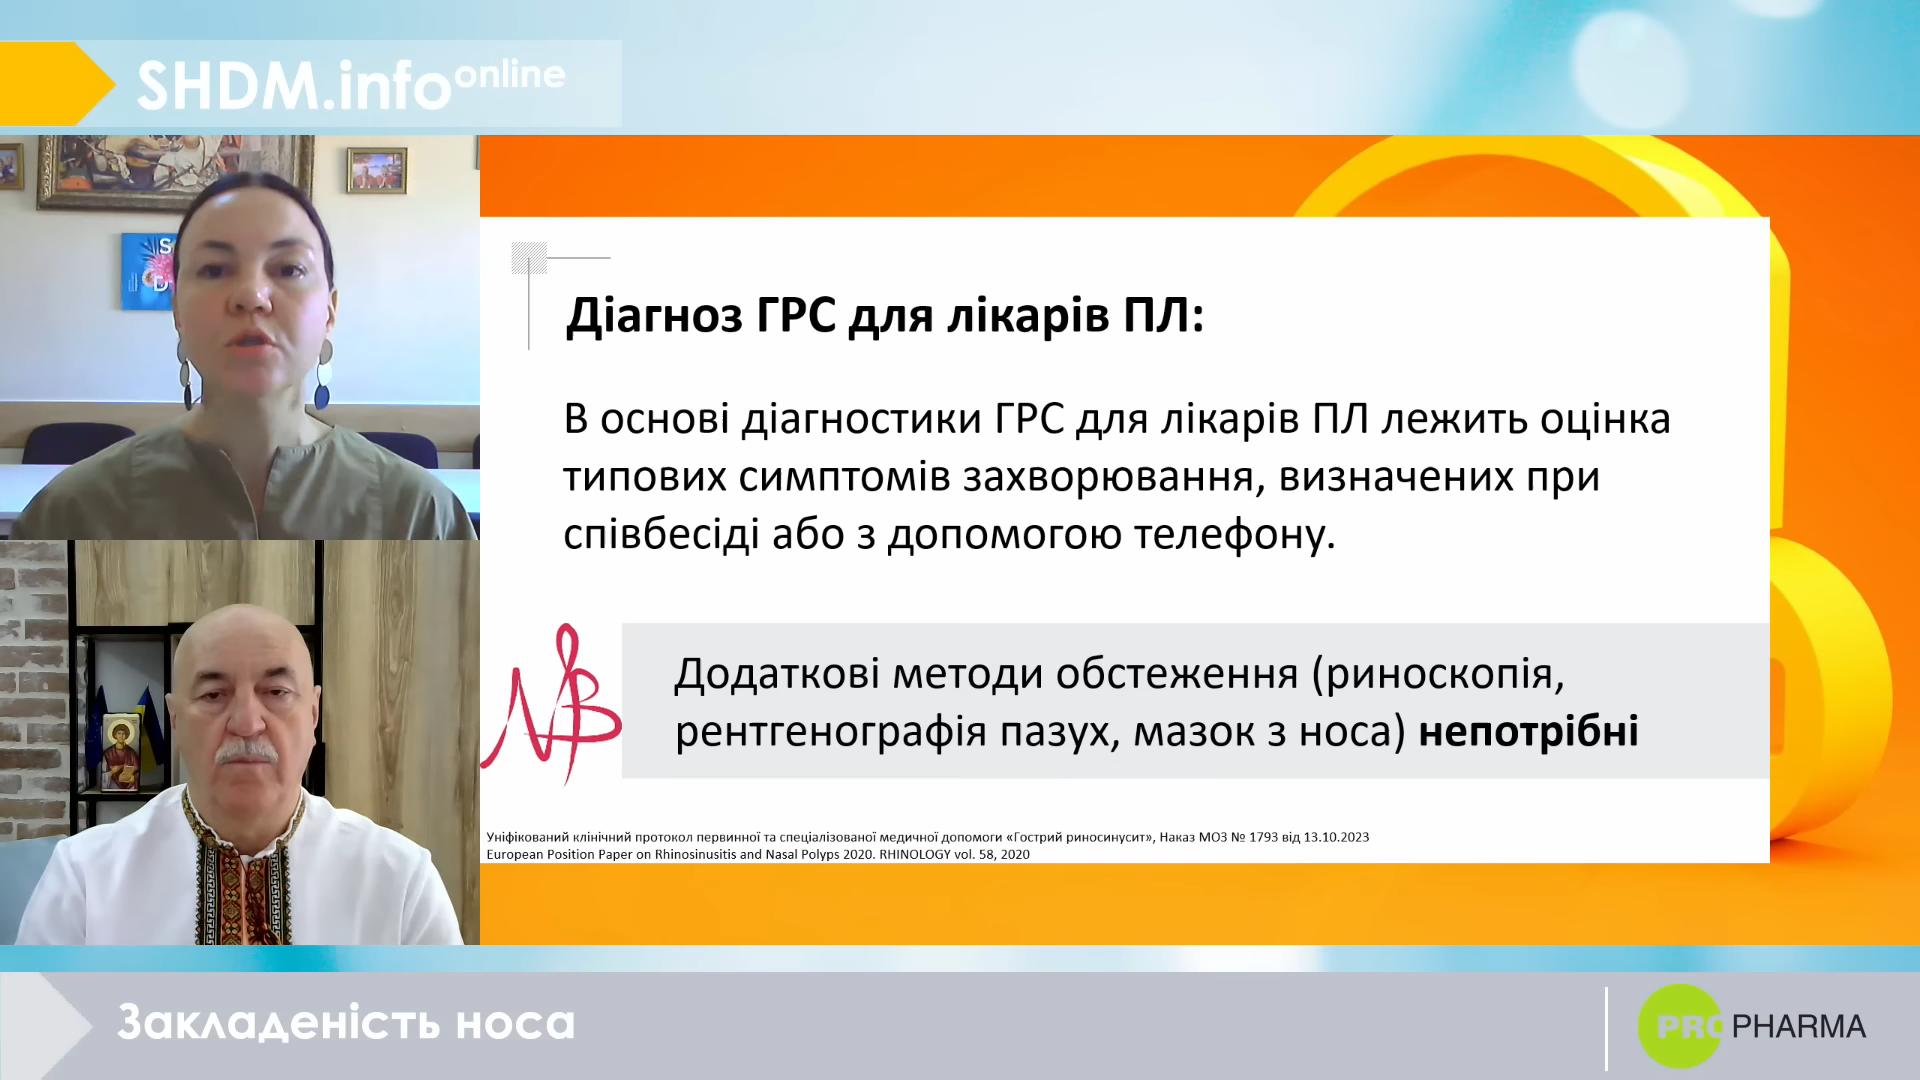 SHDM.info online
S
D
Діагноз ГРС для лікарів ПЛ:
В основі діагностики ГРС для лікарів ПЛ лежить оцінка
типових симптомів захворювання, визначених при
співбесіді або з допомогою телефону.
Додаткові методи обстеження (риноскопія,
рентгенографія пазух, мазок з носа) непотрібні
Уніфікований клінічний протокол первинної та спеціалізованої медичної допомоги «Гострий риносинусит», Наказ МОЗ № 1793 від 13.10.2023
European Position Paper on Rhinosinusitis and Nasal Polyps 2020. RHINOLOGY vol. 58, 2020
Закладеність носа
PRO PHARMA